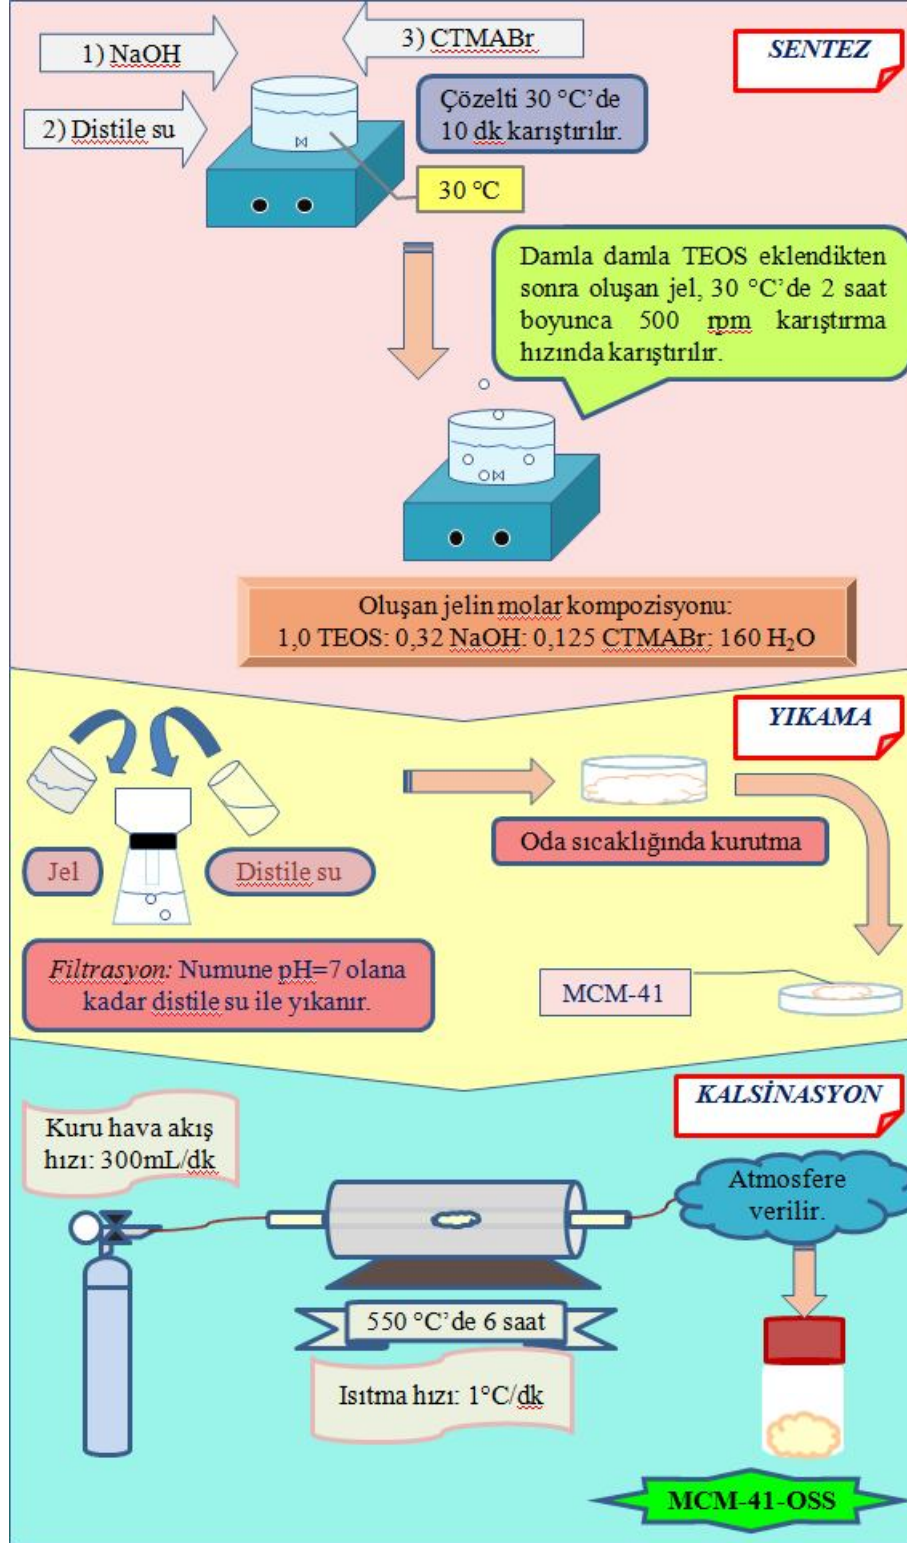 1) NaOH
3) CTMABr
SENTEZ
2) Distile su
Çözelti 30 °C’de
10 dk karıştırılır.
30 °C
Damla damla TEOS eklendikten
sonra oluşan jel, 30 °C’de 2 saat
boyunca 500 rpm karıştırma
hızında karıştırılır.
Oluşan jelin molar kompozisyonu:
1,0 TEOS: 0,32 NaOH: 0,125 CTMABr: 160 H₂O
YIKAMA
Jel
Distile su
Oda sıcaklığında kurutma
Filtrasyon: Numune pH=7 olana
kadar distile su ile yıkanır.
MCM-41
KALSİNASYON
Kuru hava akış
hızı: 300mL/dk
Atmosfere
verilir.
550 °C’de 6 saat
Isıtma hızı: 1°C/dk
MCM-41-OSS